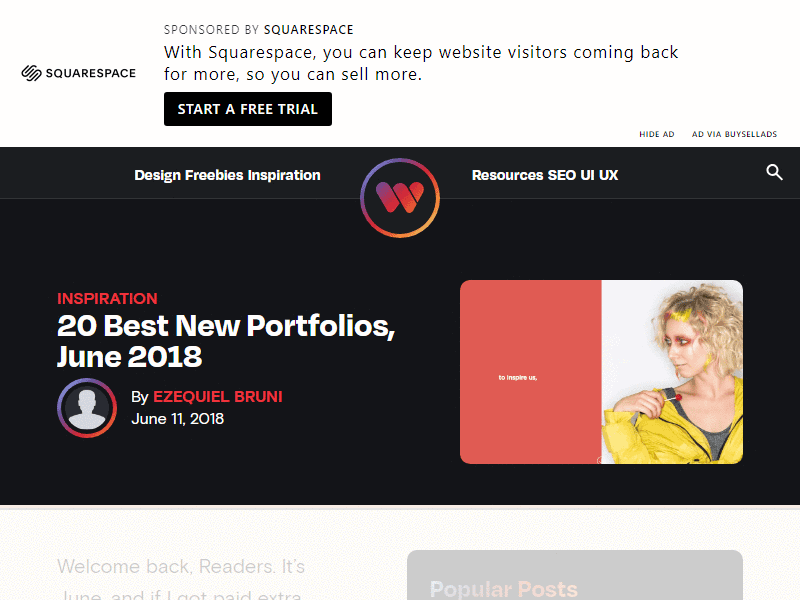 SPONSORED BY SQUARESPACE
With Squarespace, you can keep website visitors coming back
for more, so you can sell more.
SQUARESPACE
START A FREE TRIAL
HIDE AD
AD VIA BUYSELLADS
Design Freebies Inspiration
Resources SEO UI UX
INSPIRATION
20 Best New Portfolios,
June 2018
By EZEQUIEL BRUNI
June 11, 2018
to inspire us,
Welcome back, Readers. It's
June, and if I got paid extra
Popular Posts